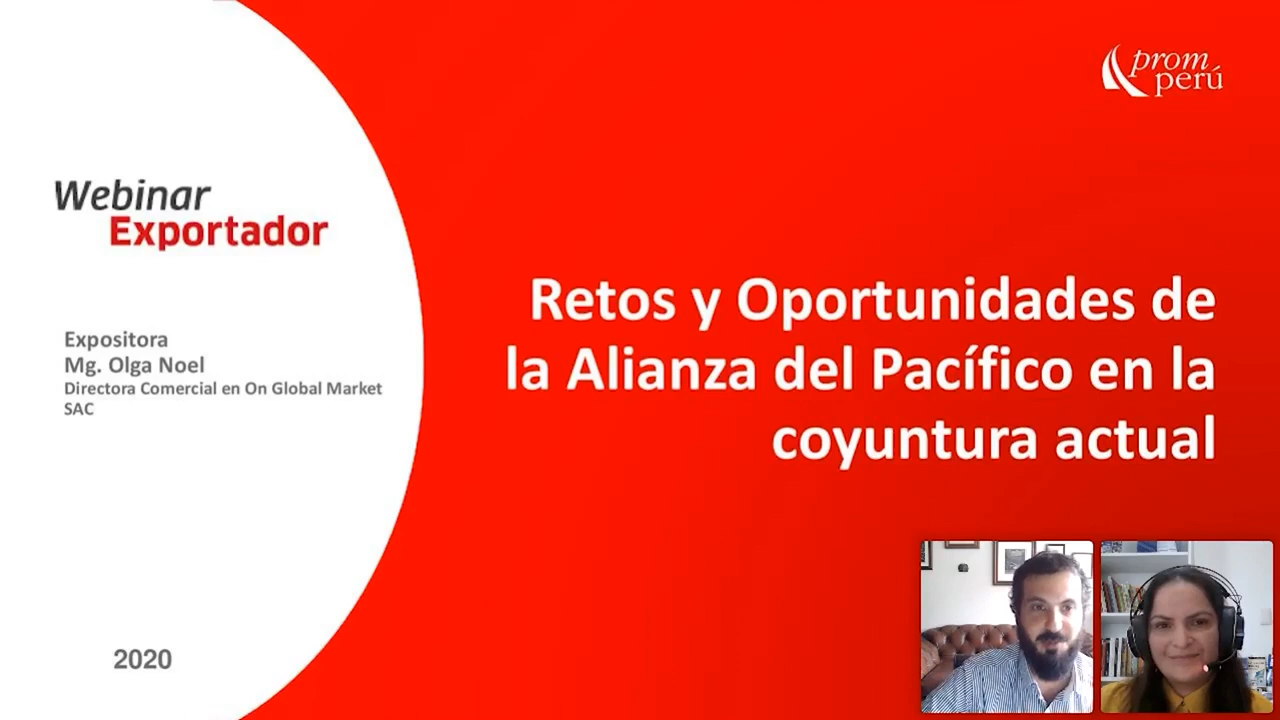 prom
perú
Webinar
Exportador
Expositora
Mg. Olga Noel
Directora Comercial en On Global Market
SAC
Retos y Oportunidades de
la Alianza del Pacífico en la
coyuntura actual
2020